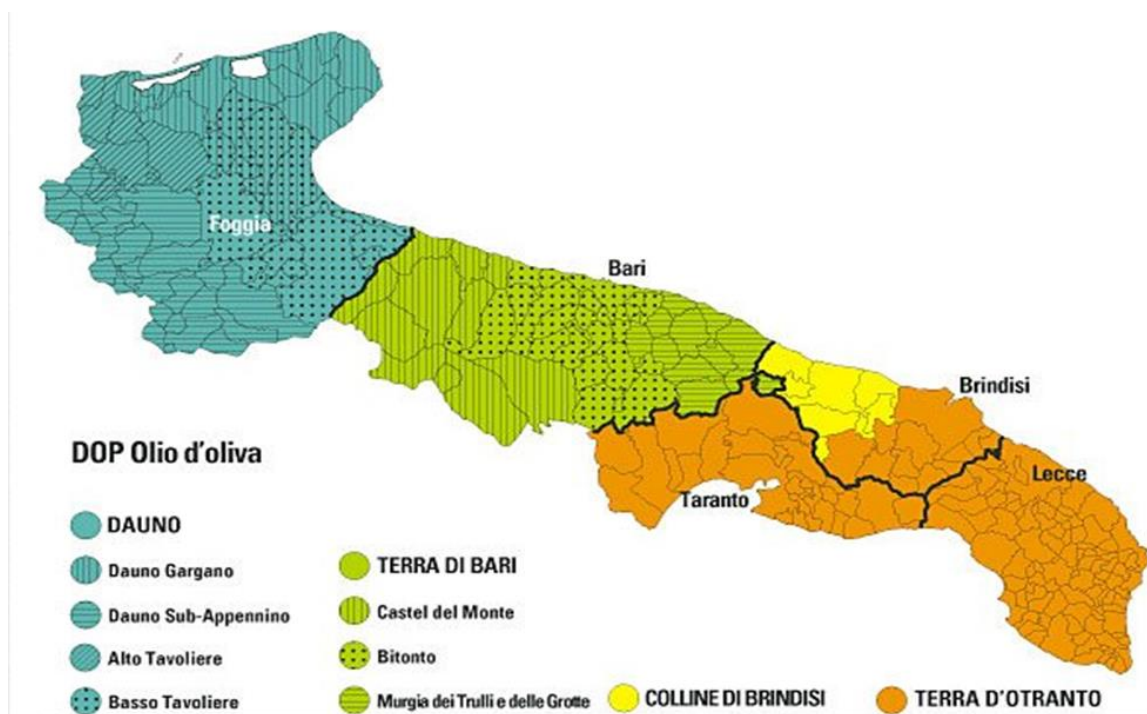 Foggia
Bari
Brindisi
Lecce
Taranto
DOP Olio d'oliva
DAUNO
Dauno Gargano
Dauno Sub-Appennino
Alto Tavoliere
Basso Tavoliere
TERRA DI BARI
Castel del Monte
Bitonto
Murgia dei Trulli e delle Grotte
COLLINE DI BRINDISI
TERRA D'OTRANTO